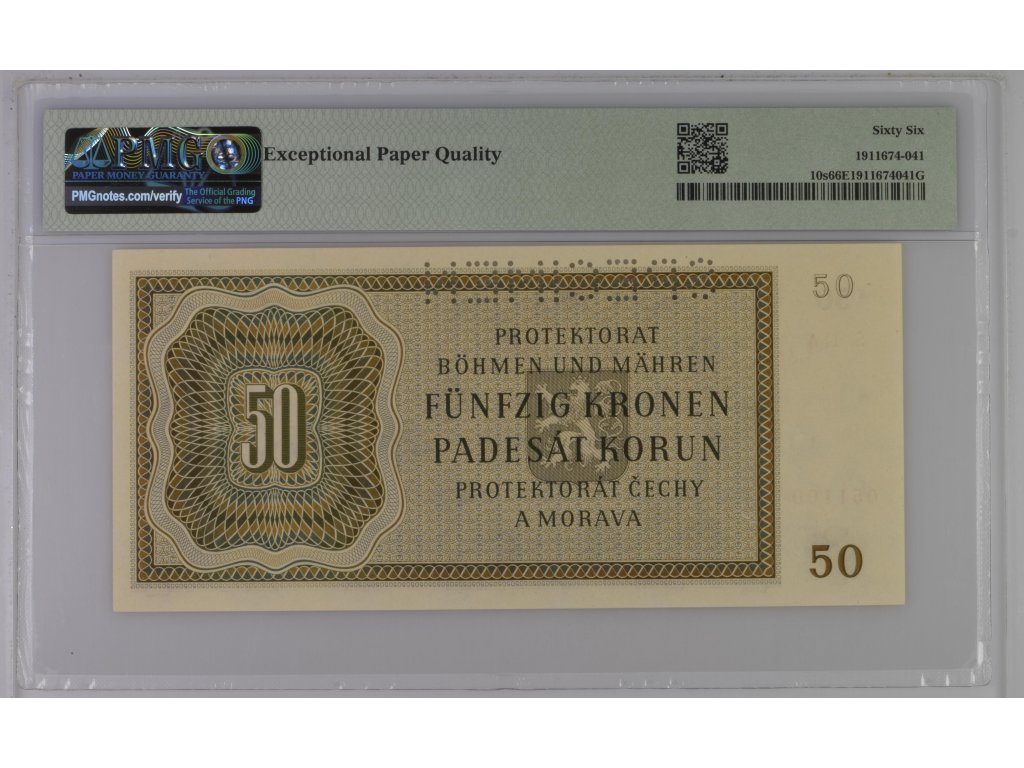 PMG
PAPER MONEY GUARANTY
PMGnotes.com/verify
The Official Grading
Service of the PNG
Exceptional Paper Quality
Sixty Six
1911674-041
10s66E1911674041G
50
PROTEKTORAT
BÖHMEN UND MÄHREN
FÜNFZIG KRONEN
PADESÁT KORUN
PROTEKTORÁT ČECHY
A MORAVA
50
50